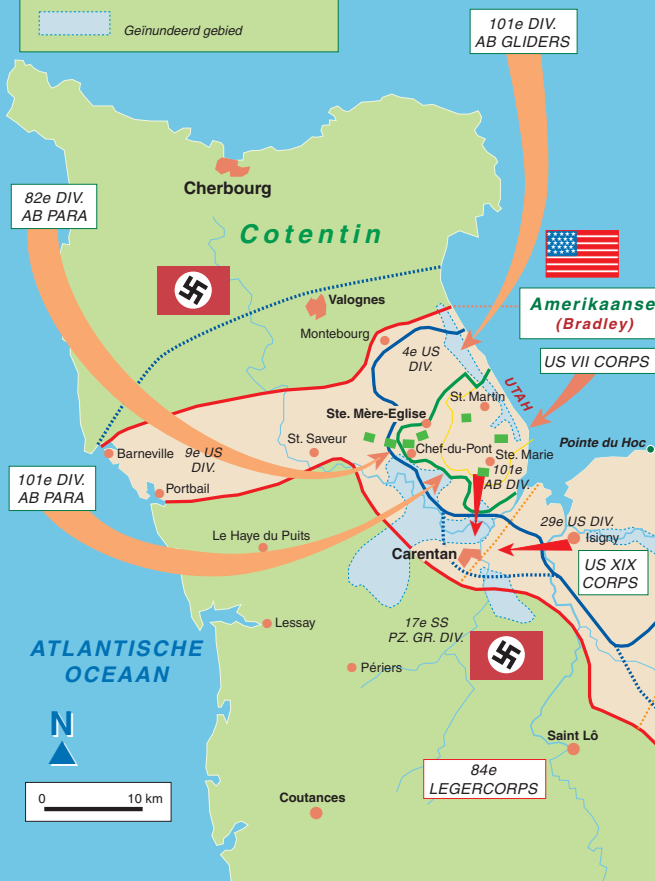 Geïnundeerd gebied
101e DIV.
AB GLIDERS
Cherbourg
82e DIV.
AB PARA
Cotentin
Valognes
Amerikaanse
(Bradley)
Montebourg
4e US
DIV.
US VII CORPS
UTAH
St. Martin
Ste. Mère-Eglise
St. Saveur
Chef-du-Pont
Pointe du Hoc
Barneville
9e US
DIV.
Ste. Marie
101e
AB DIV.
101e DIV.
AB PARA
Portbail
29e US DIV.
Le Haye du Puits
Isigny
Carentan
US XIX
CORPS
Lessay
17e SS
PZ. GR. DIV.
ATLANTISCHE
OCEAAN
Périers
N
Saint Lô
84e
LEGERCORPS
0 10 km
Coutances